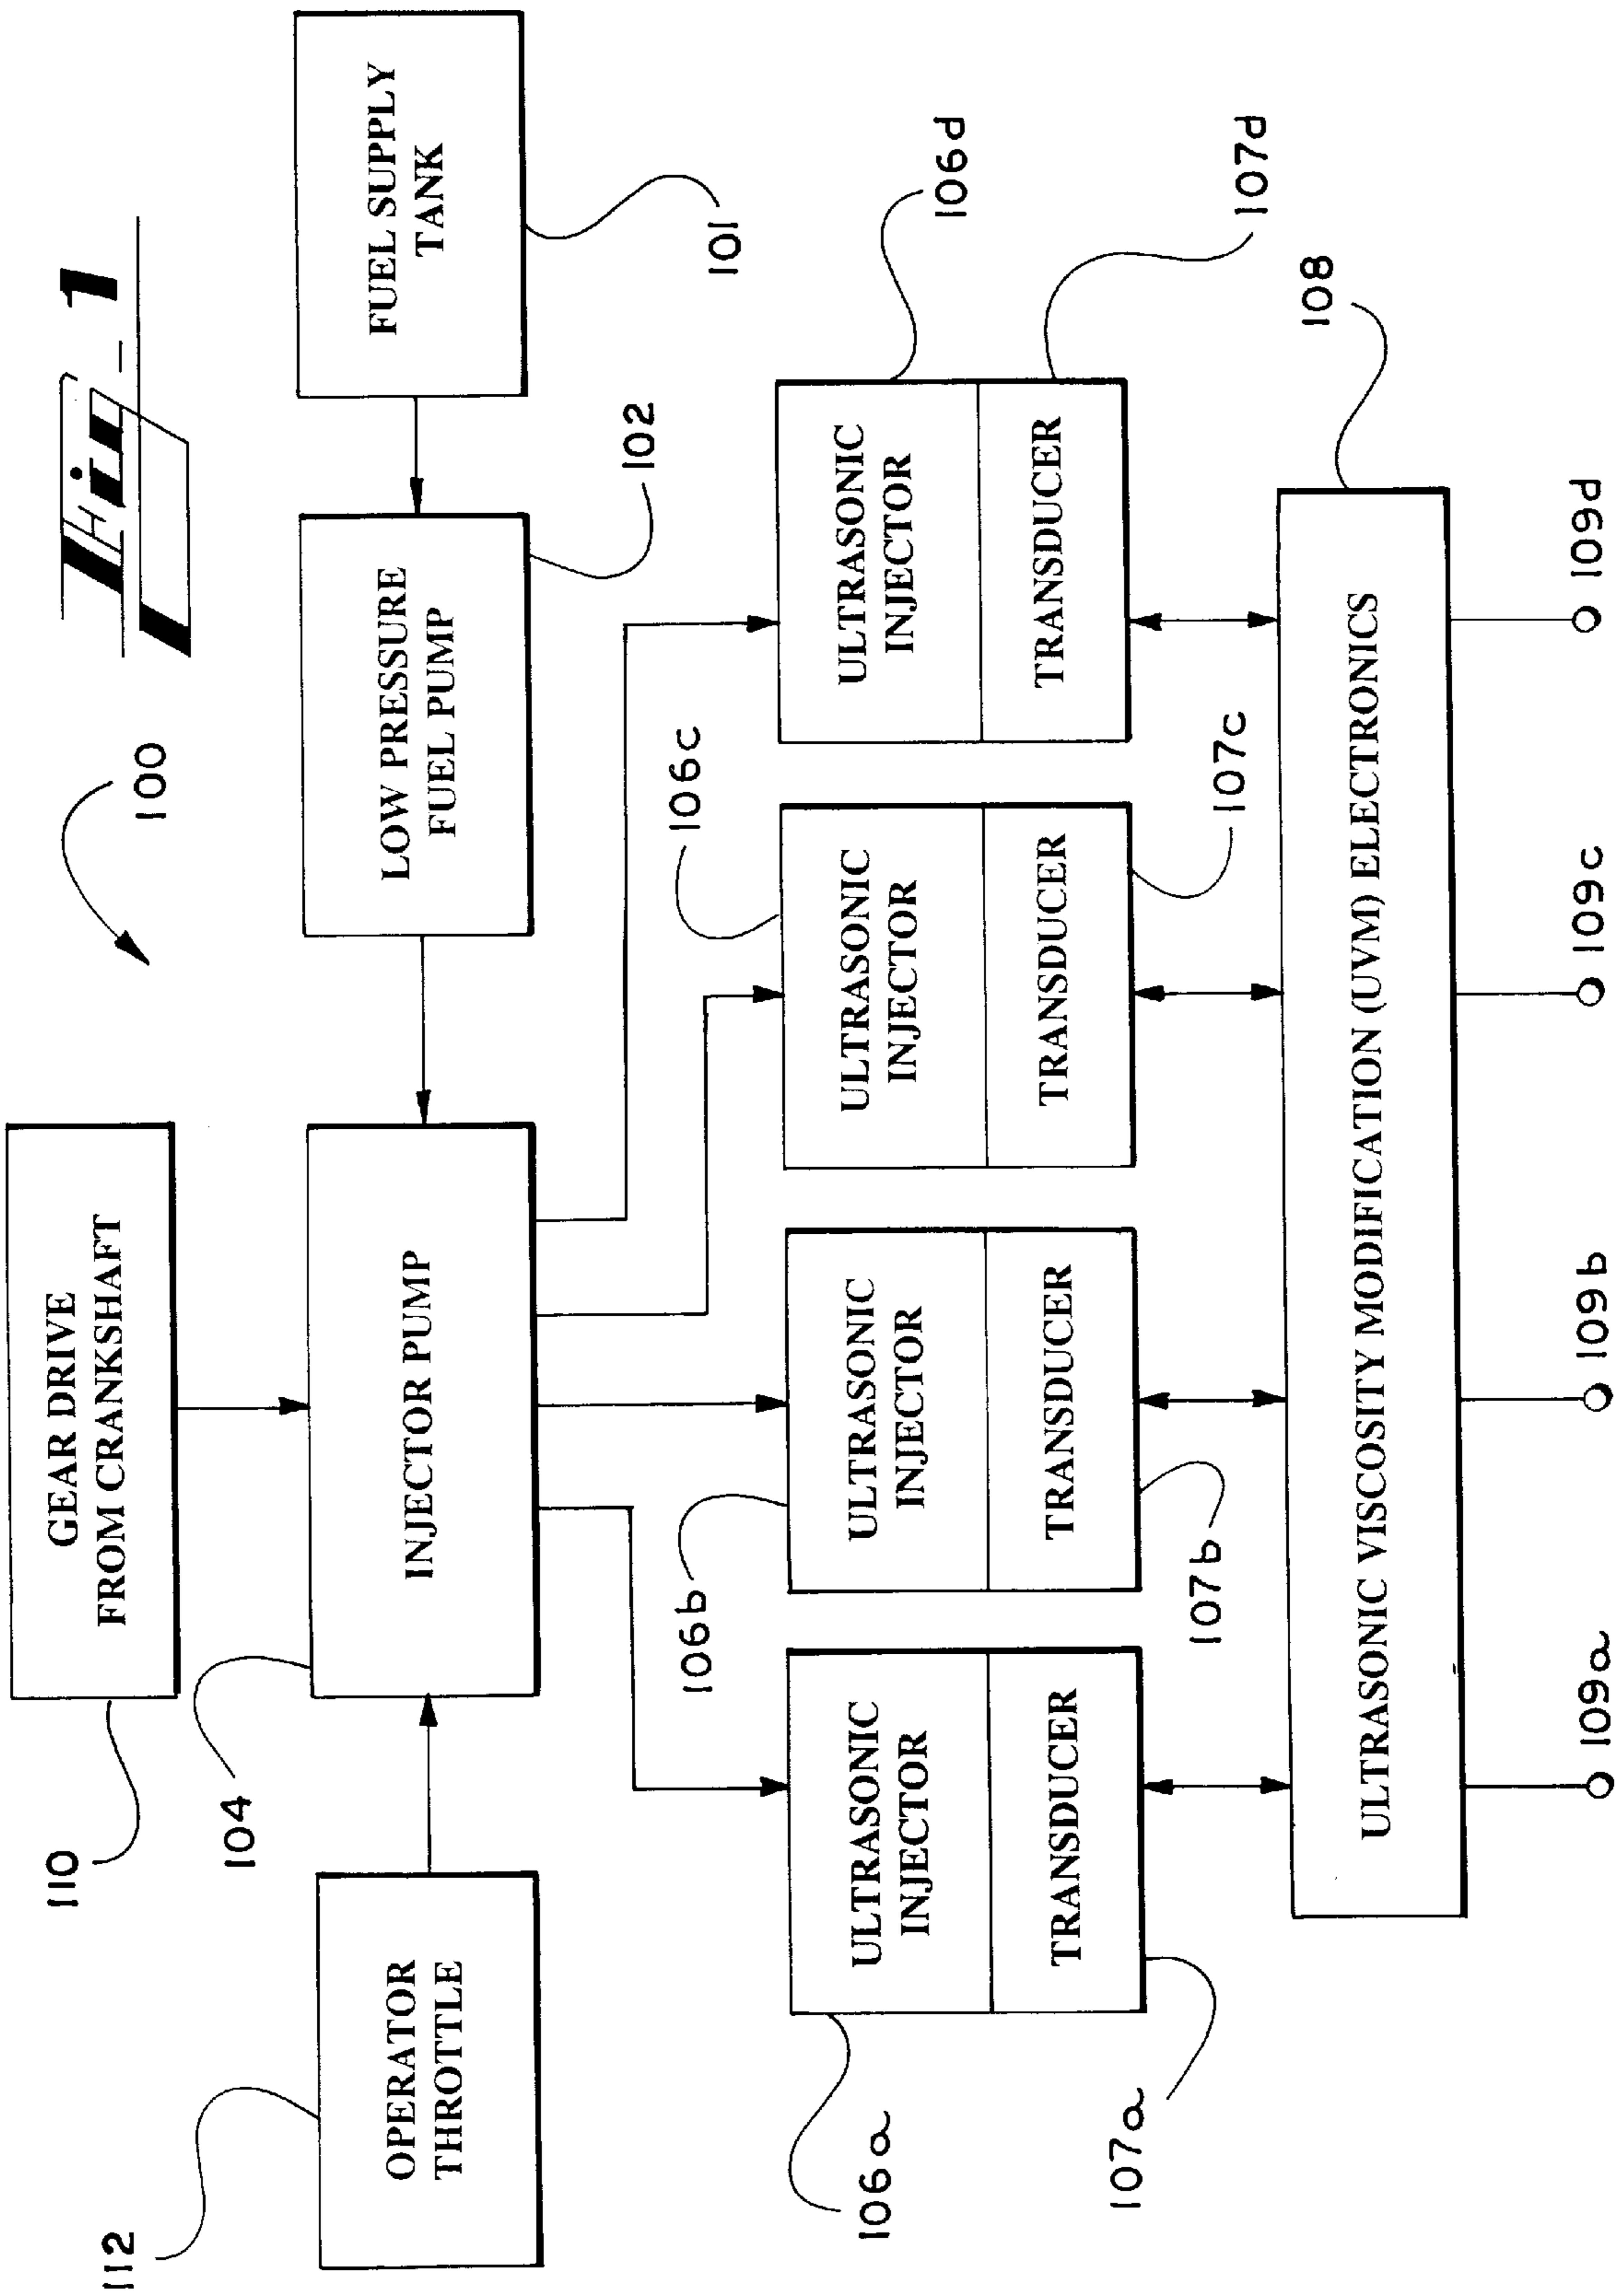 Fig_1
100
GEAR DRIVE
FROM CRANKSHAFT
110
OPERATOR
THROTTLE
112
INJECTOR PUMP
104
LOW PRESSURE
FUEL PUMP
102
FUEL SUPPLY
TANK
101
ULTRASONIC
INJECTOR
TRANSDUCER
106a
107a
ULTRASONIC
INJECTOR
TRANSDUCER
106b
107b
ULTRASONIC
INJECTOR
TRANSDUCER
106c
107c
ULTRASONIC
INJECTOR
TRANSDUCER
106d
107d
ULTRASONIC VISCOSITY MODIFICATION (UVM) ELECTRONICS
108
109a
109b
109c
109d